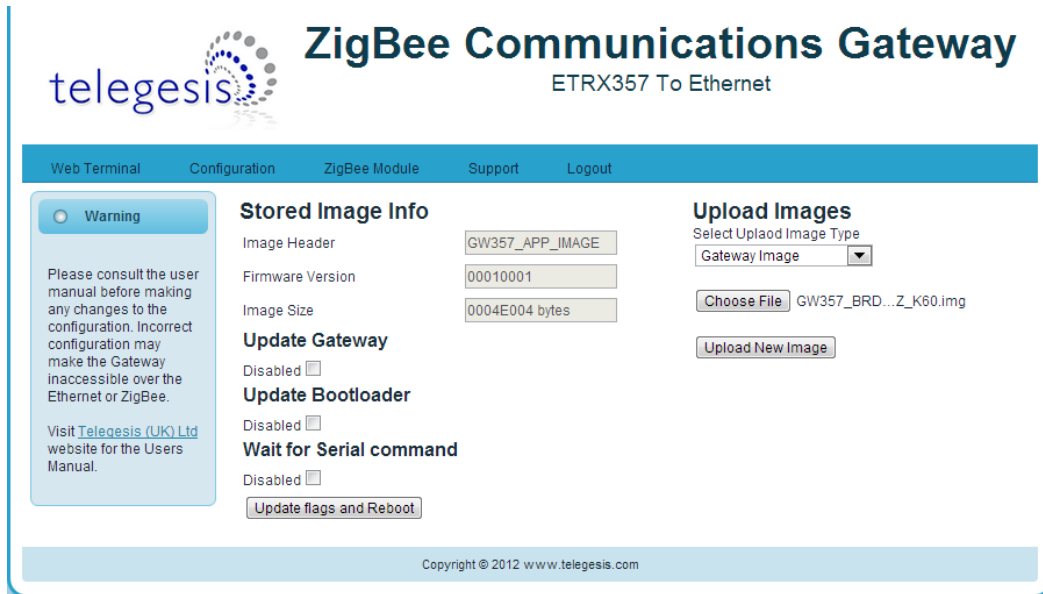 telegesis
ZigBee Communications Gateway
ETRX357 To Ethernet
Web Terminal Configuration ZigBee Module Support Logout
Warning
Please consult the user
manual before making
any changes to the
configuration. Incorrect
configuration may
make the Gateway
inaccessible over the
Ethernet or ZigBee.
Visit Telegesis (UK) Ltd
website for the Users
Manual.
Stored Image Info
Image Header GW357_APP_IMAGE
Firmware Version 00010001
Image Size 0004E004 bytes
Update Gateway
Disabled
Update Bootloader
Disabled
Wait for Serial command
Disabled
Update flags and Reboot
Upload Images
Select Uplaod Image Type
Gateway Image
Choose File GW357_BRD...Z_K60.img
Upload New Image
Copyright © 2012 www.telegesis.com